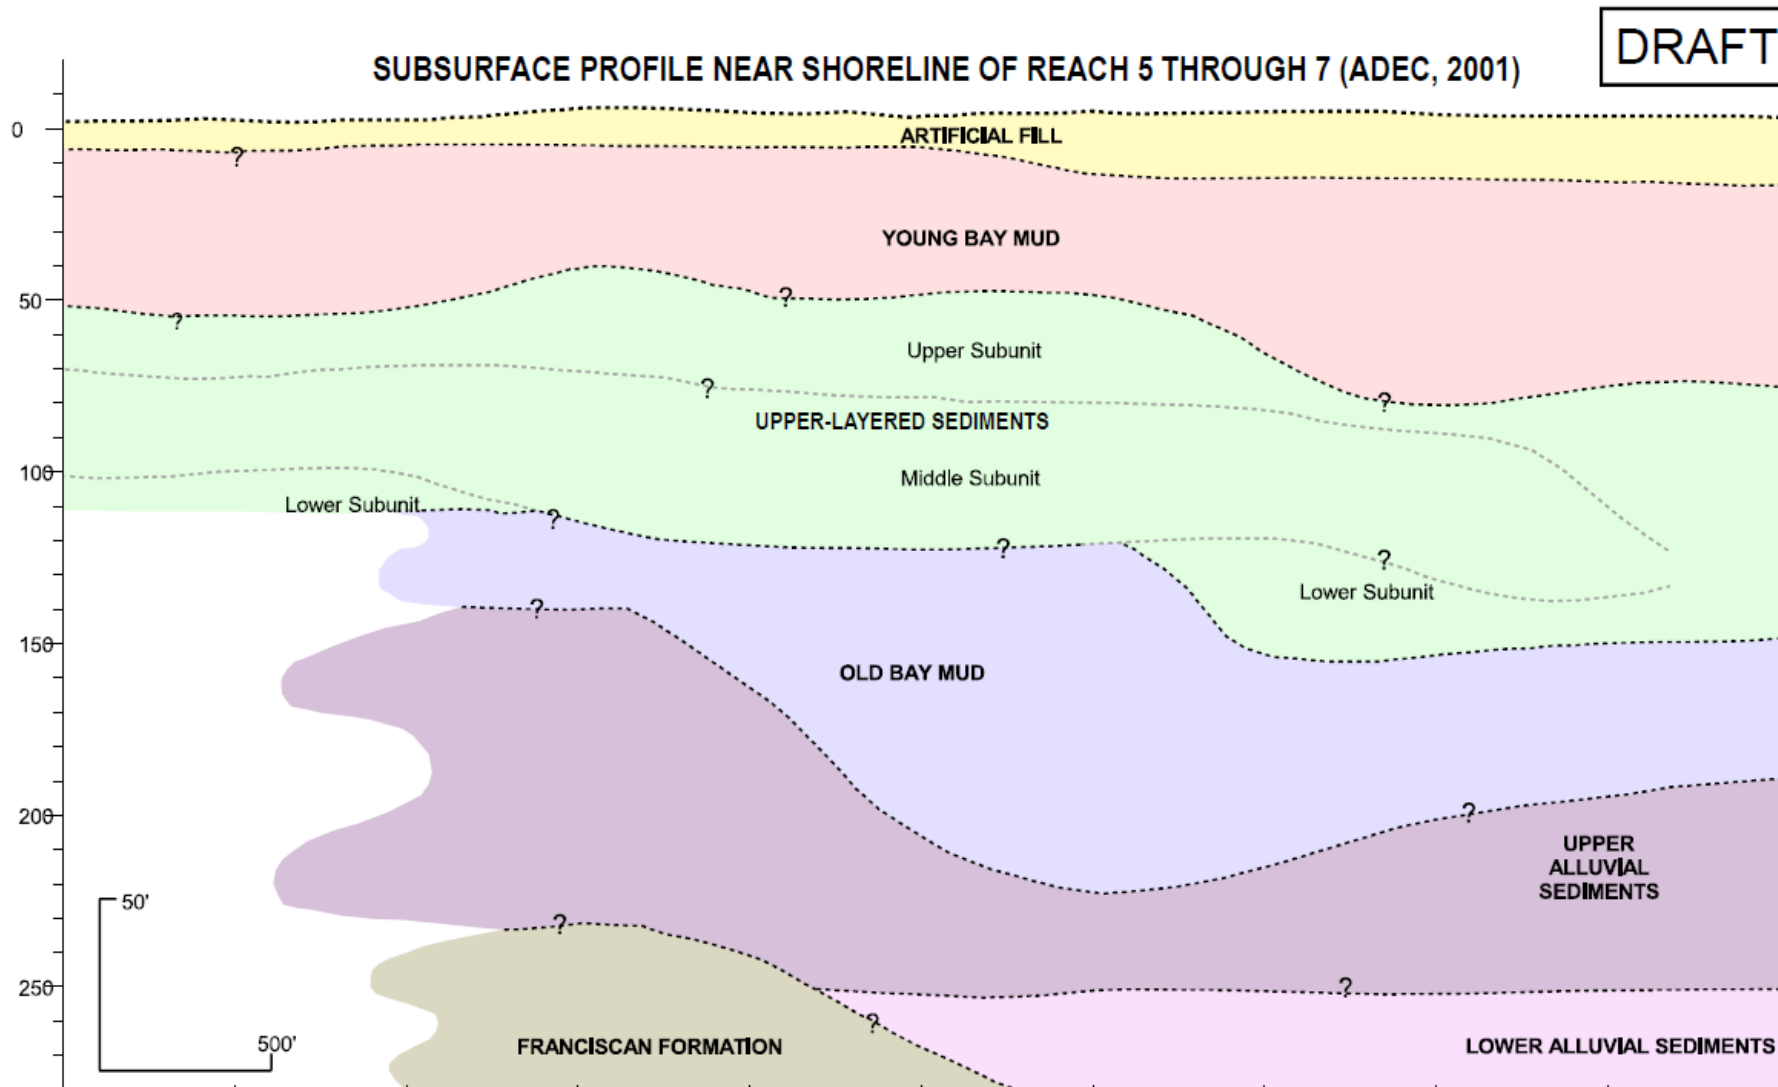 DRAFT
SUBSURFACE PROFILE NEAR SHORELINE OF REACH 5 THROUGH 7 (ADEC, 2001)
0
ARTIFICIAL FILL
?
YOUNG BAY MUD
50
?
?
Upper Subunit
?
?
UPPER-LAYERED SEDIMENTS
100
Middle Subunit
Lower Subunit
?
?
?
Lower Subunit
?
150
OLD BAY MUD
200
?
UPPER
ALLUVIAL
SEDIMENTS
50'
?
250
?
?
500'
FRANCISCAN FORMATION
LOWER ALLUVIAL SEDIMENTS